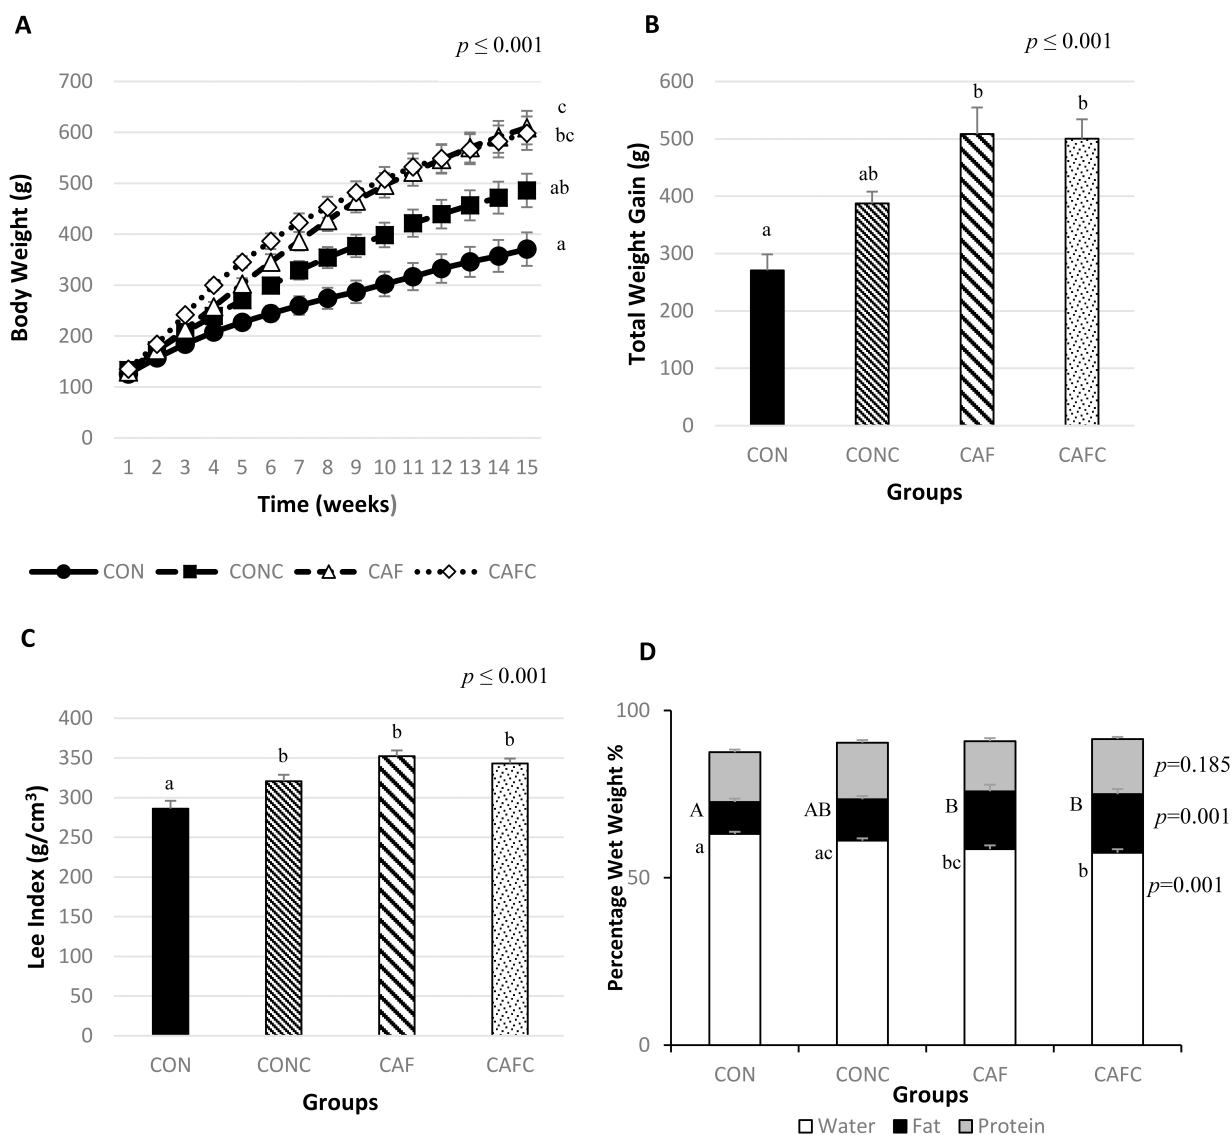 A
p ≤ 0.001
700
600
500
400
300
200
100
0
Body Weight (g)
c
bc
ab
a
1 2 3 4 5 6 7 8 9 10 11 12 13 14 15
Time (weeks)
CON CONC CAF CAFC
B
p ≤ 0.001
600
500
400
300
200
100
0
Total Weight Gain (g)
a
ab
b
b
CON CONC CAF CAFC
Groups
C
p ≤ 0.001
400
350
300
250
200
150
100
50
0
Lee Index (g/cm³)
a
b
b
b
CON CONC CAF CAFC
Groups
D
100
50
0
Percentage Wet Weight %
A AB B B
a ac bc b
p=0.185
p=0.001
p=0.001
CON CONC CAF CAFC
Groups
Water Fat Protein